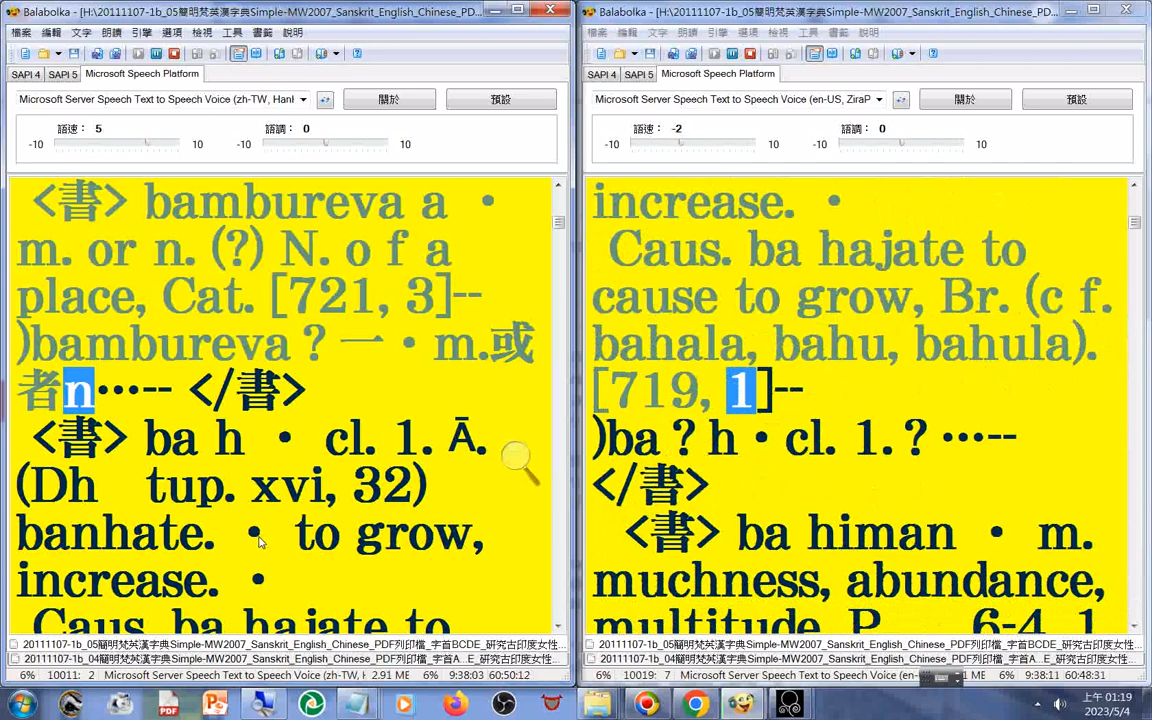 Balabolka - [H:\20111107-1b_05簡明梵英漢字典Simple-MW2007_Sanskrit_English_Chinese_PD...
檔案 編輯 文字 朗讀 引擎 選項 檢視 工具 書籤 說明
SAPI 4 SAPI 5 Microsoft Speech Platform
Microsoft Server Speech Text to Speech Voice (zh-TW, Hanl
關於 預設
語速： 5 語調： 0
-10 10 -10 10
<書> bambureva a •
m. or n. (?) N. o f a
place, Cat. [721, 3]--
)bambureva ? 一 • m.或
者n…-- </書>
<書> ba h • cl. 1. Ā.
(Dh tup. xvi, 32)
banhate. • to grow,
increase. •
Caus. ba hajate to
20111107-1b_05簡明梵英漢字典Simple-MW2007_Sanskrit_English_Chinese_PDF列印檔_字首BCDE_研究古印度女性...
20111107-1b_04簡明梵英漢字典Simple-MW2007_Sanskrit_English_Chinese_PDF列印檔_字首A...E_研究古印度女性...
6% 10011: 2 Microsoft Server Speech Text to Speech Voice (zh-TW, H 2.91 ME 6% 9:38:03 60:50:12
Balabolka - [H:\20111107-1b_05簡明梵英漢字典Simple-MW2007_Sanskrit_English_Chinese_PD...
檔案 編輯 文字 朗讀 引擎 選項 檢視 工具 書籤 說明
SAPI 4 SAPI 5 Microsoft Speech Platform
Microsoft Server Speech Text to Speech Voice (en-US, ZiraP
關於 預設
語速： -2 語調： 0
-10 10 -10 10
increase. •
Caus. ba hajate to
cause to grow, Br. (c f.
bahala, bahu, bahula).
[719, 1]--
)ba ? h • cl. 1. ? …--
</書>
<書> ba himan • m.
muchness, abundance,
multitude P 6-4 1
20111107-1b_05簡明梵英漢字典Simple-MW2007_Sanskrit_English_Chinese_PDF列印檔_字首BCDE_研究古印度女性...
20111107-1b_04簡明梵英漢字典Simple-MW2007_Sanskrit_English_Chinese_PDF列印檔_字首A...E_研究古印度女性...
6% 10019: 7 Microsoft Server Speech Text to Speech Voice (en-U ME 6% 9:38:11 60:48:31
上午 01:19
2023/5/4